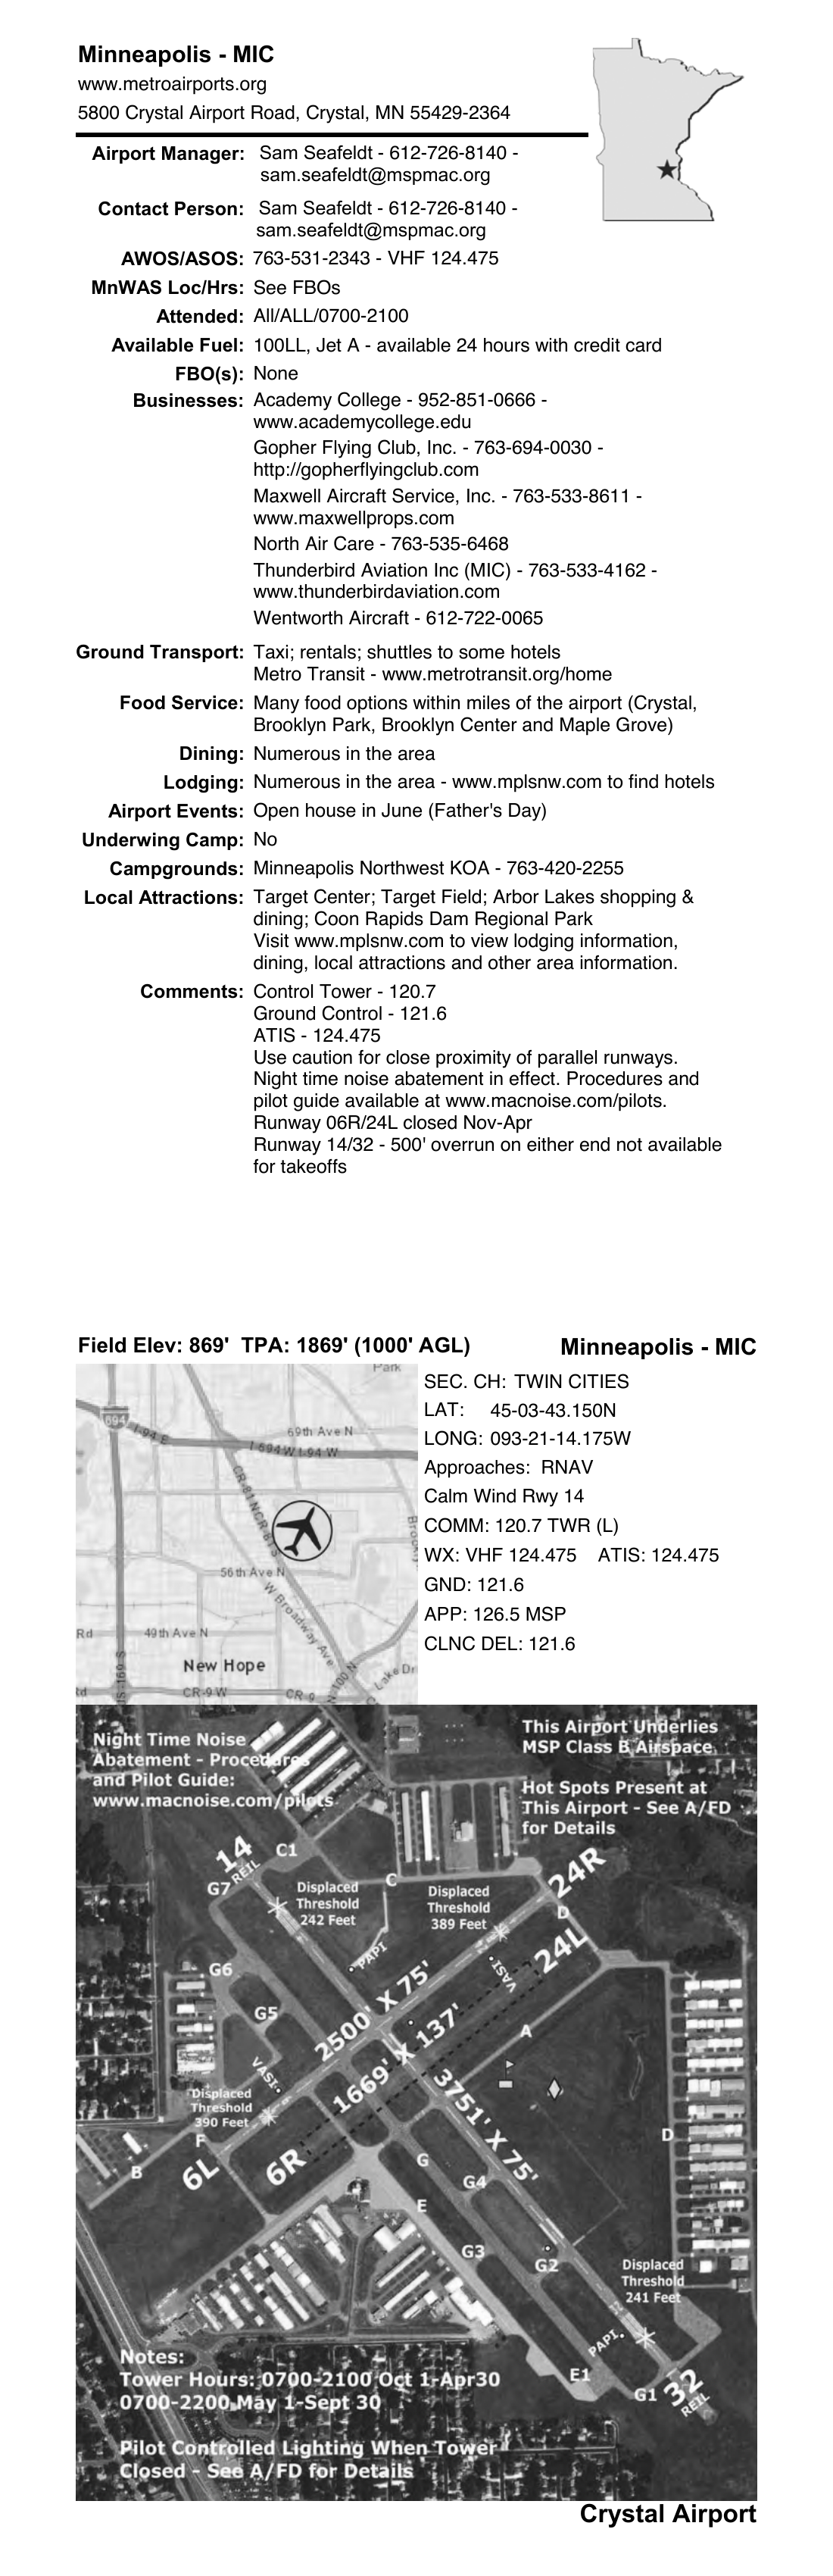 Minneapolis - MIC
www.metroairports.org
5800 Crystal Airport Road, Crystal, MN 55429-2364
Airport Manager: Sam Seafeldt - 612-726-8140 -
sam.seafeldt@mspmac.org
Contact Person: Sam Seafeldt - 612-726-8140 -
sam.seafeldt@mspmac.org
AWOS/ASOS: 763-531-2343 - VHF 124.475
MnWAS Loc/Hrs: See FBOs
Attended: All/ALL/0700-2100
Available Fuel: 100LL, Jet A - available 24 hours with credit card
FBO(s): None
Businesses: Academy College - 952-851-0666 -
www.academycollege.edu
Gopher Flying Club, Inc. - 763-694-0030 -
http://gopherflyingclub.com
Maxwell Aircraft Service, Inc. - 763-533-8611 -
www.maxwellprops.com
North Air Care - 763-535-6468
Thunderbird Aviation Inc (MIC) - 763-533-4162 -
www.thunderbirdaviation.com
Wentworth Aircraft - 612-722-0065
Ground Transport: Taxi; rentals; shuttles to some hotels
Metro Transit - www.metrotransit.org/home
Food Service: Many food options within miles of the airport (Crystal,
Brooklyn Park, Brooklyn Center and Maple Grove)
Dining: Numerous in the area
Lodging: Numerous in the area - www.mplsnw.com to find hotels
Airport Events: Open house in June (Father's Day)
Underwing Camp: No
Campgrounds: Minneapolis Northwest KOA - 763-420-2255
Local Attractions: Target Center; Target Field; Arbor Lakes shopping &
dining; Coon Rapids Dam Regional Park
Visit www.mplsnw.com to view lodging information,
dining, local attractions and other area information.
Comments: Control Tower - 120.7
Ground Control - 121.6
ATIS - 124.475
Use caution for close proximity of parallel runways.
Night time noise abatement in effect. Procedures and
pilot guide available at www.macnoise.com/pilots.
Runway 06R/24L closed Nov-Apr
Runway 14/32 - 500' overrun on either end not available
for takeoffs
Field Elev: 869' TPA: 1869' (1000' AGL)
Minneapolis - MIC
Park
694
I-94 E
69th Ave N
I-694 W I-94 W
CR-81 N
56th Ave N
W Broadway Ave
Rd
49th Ave N
New Hope
US-169 S
N-100 N
Lake Dr
Rd
CR-9 W
CR-9
SEC. CH: TWIN CITIES
LAT: 45-03-43.150N
LONG: 093-21-14.175W
Approaches: RNAV
Calm Wind Rwy 14
COMM: 120.7 TWR (L)
WX: VHF 124.475 ATIS: 124.475
GND: 121.6
APP: 126.5 MSP
CLNC DEL: 121.6
Night Time Noise
Abatement - Procedures
and Pilot Guide:
www.macnoise.com/pilots
This Airport Underlies
MSP Class B Airspace
Hot Spots Present at
This Airport - See A/FD
for Details
14
REIL
C1
G7
C
24R
Displaced
Threshold
242 Feet
Displaced
Threshold
389 Feet
D
24L
PAPI
VASI
G6
G5
2500' X 75'
1669' X 137'
A
VASI
3751' X 75'
Displaced
Threshold
390 Feet
F
B
6L
6R
D
G
G4
E
G3
G2
Displaced
Threshold
241 Feet
PAPI
E1
G1
32
REIL
Notes:
Tower Hours: 0700-2100 Oct 1-Apr30
0700-2200 May 1-Sept 30
Pilot Controlled Lighting When Tower
Closed - See A/FD for Details
Crystal Airport